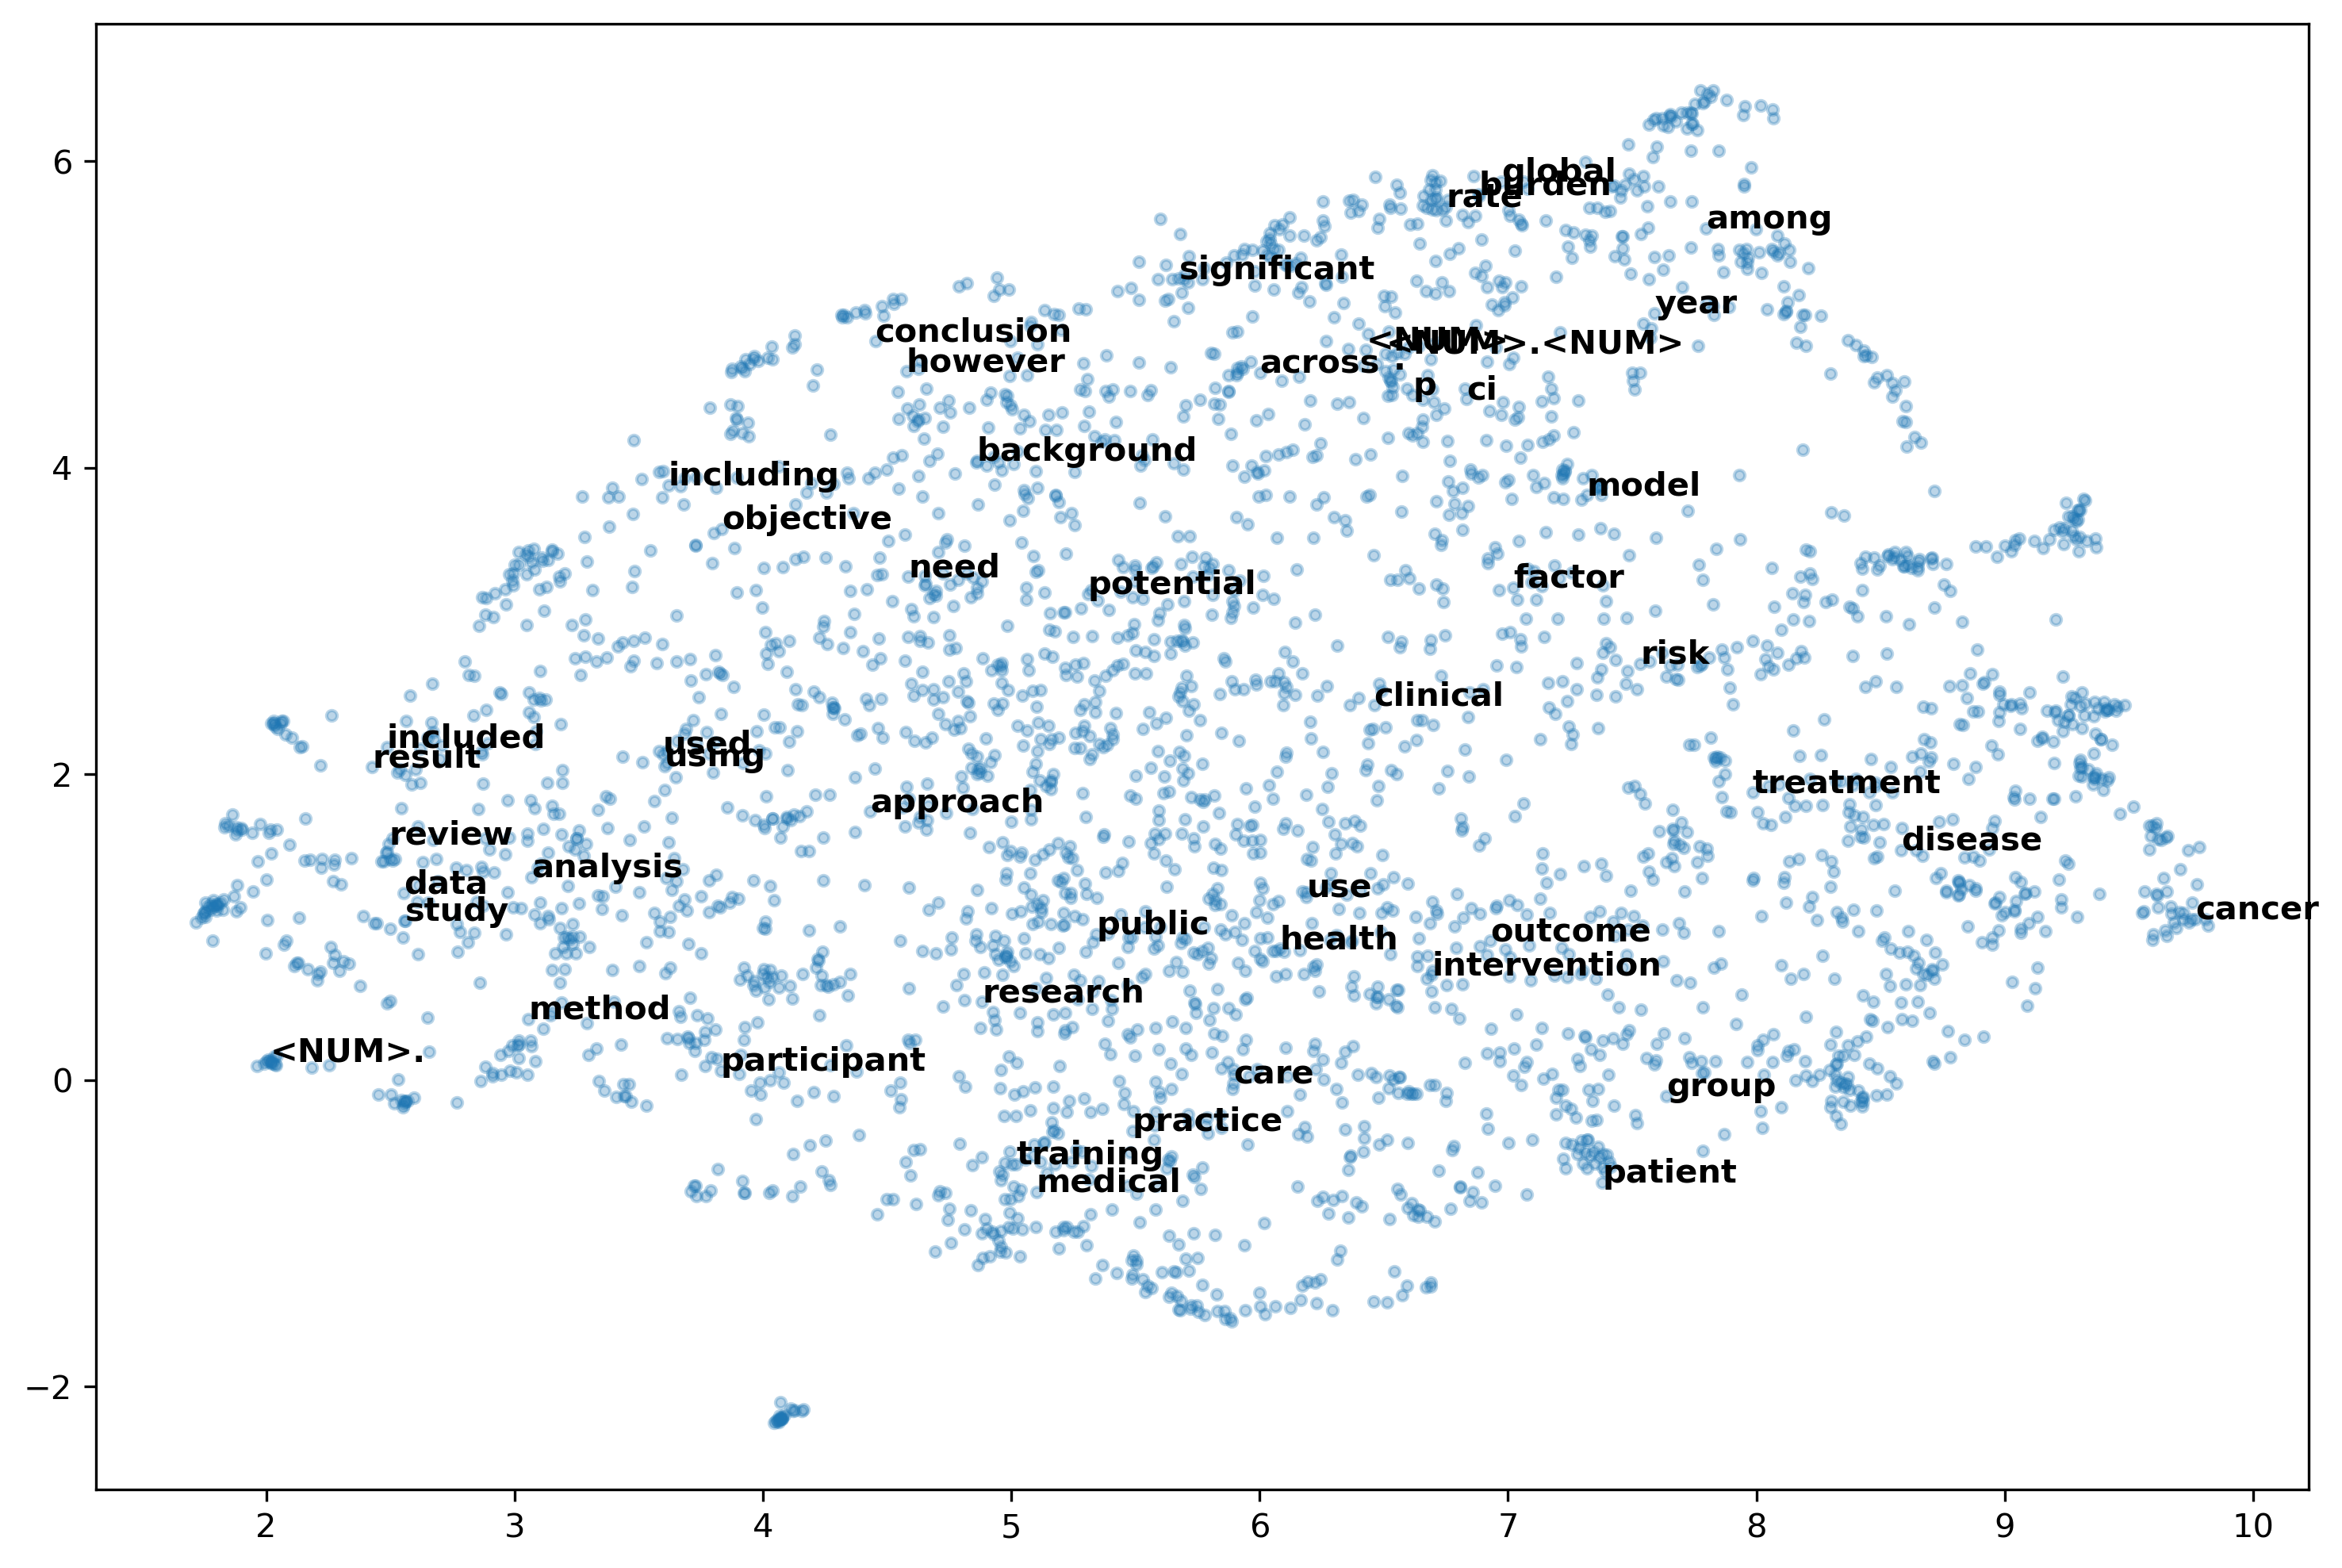 6
4
2
0
−2
global
burden
rate
among
significant
year
conclusion
<NUM>
<NUM>.<NUM>
however
across
.
p
ci
background
including
model
objective
need
potential
factor
risk
clinical
included
used
result
using
treatment
approach
review
disease
analysis
data
use
study
public
cancer
health
outcome
intervention
research
method
<NUM>.
participant
care
group
practice
training
medical
patient
2
3
4
5
6
7
8
9
10